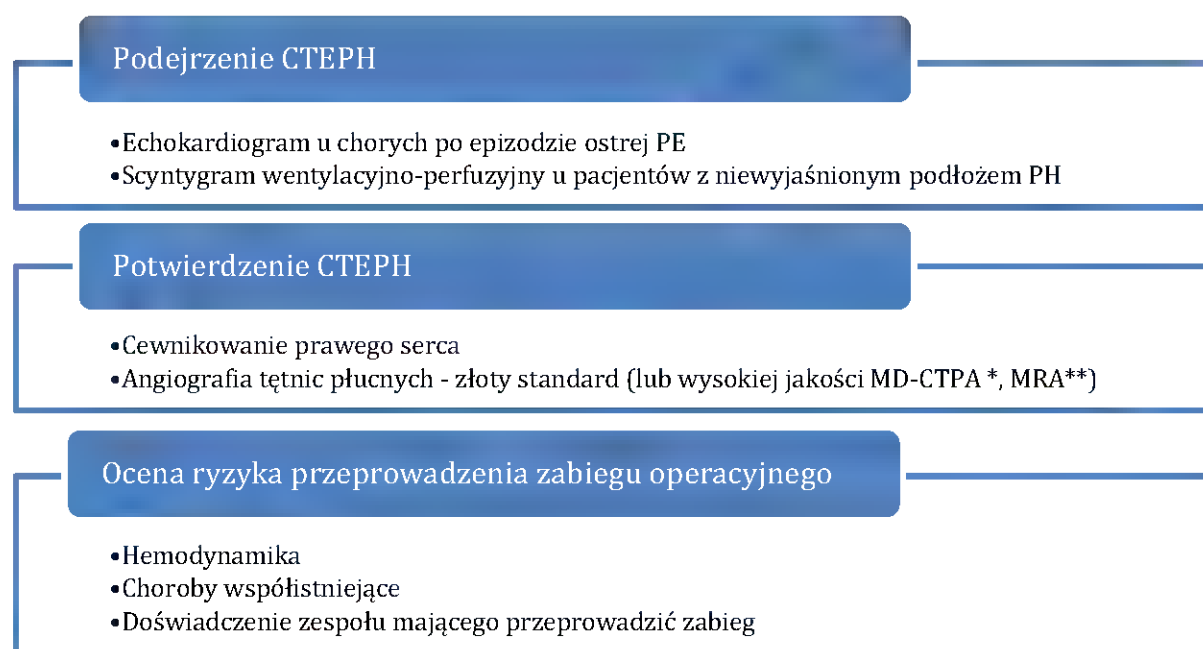 Podejrzenie CTEPH
•Echokardiogram u chorych po epizodzie ostrej PE
•Scyntygram wentylacyjno-perfuzyjny u pacjentów z niewyjaśnionym podłożem PH
Potwierdzenie CTEPH
•Cewnikowanie prawego serca
•Angiografia tętnic płucnych - złoty standard (lub wysokiej jakości MD-CTPA *, MRA**)
Ocena ryzyka przeprowadzenia zabiegu operacyjnego
•Hemodynamika
•Choroby współistniejące
•Doświadczenie zespołu mającego przeprowadzić zabieg